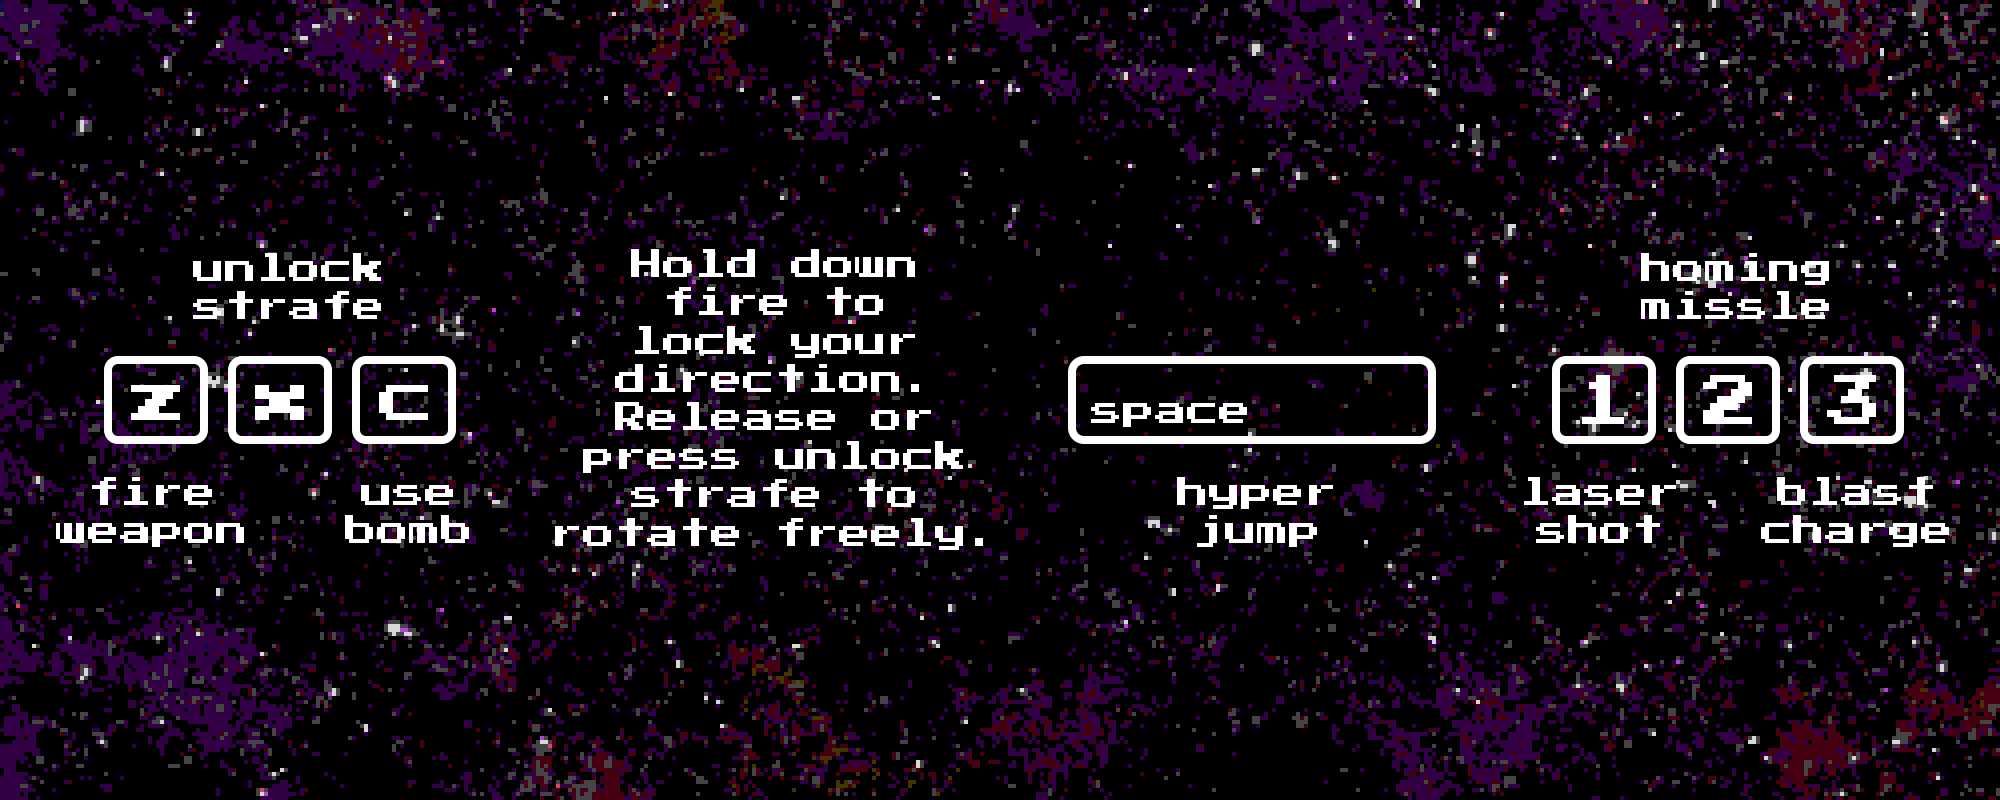 unlock
strafe
z x c
fire
weapon
use
bomb
Hold down
fire to
lock your
direction.
Release or
press unlock
strafe to
rotate freely.
space
hyper
jump
homing
missle
1 2 3
laser
shot
blast
charge